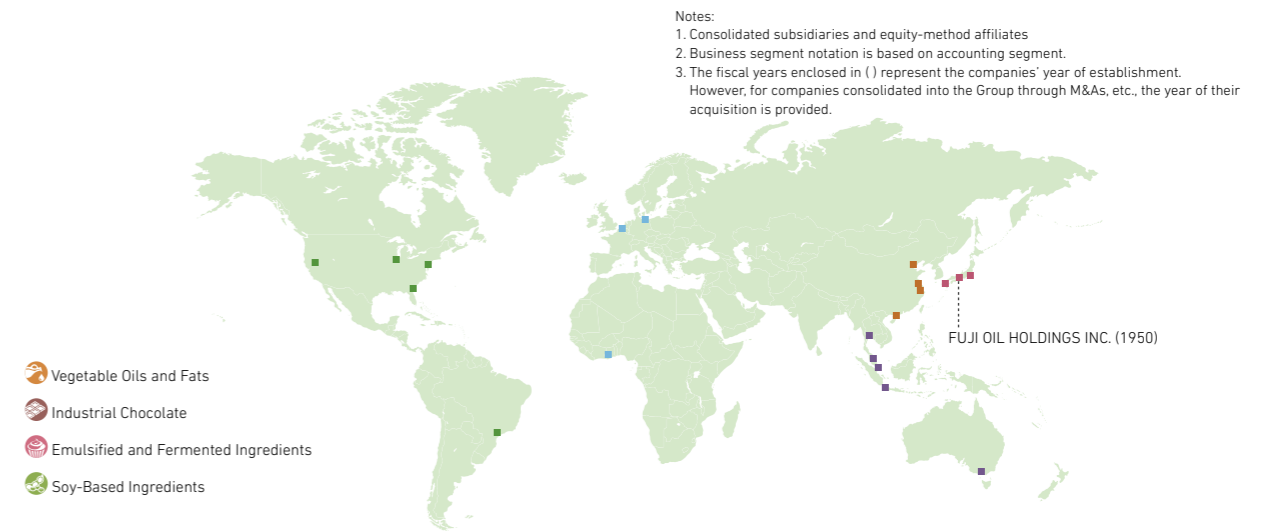 Notes:
1. Consolidated subsidiaries and equity-method affiliates
2. Business segment notation is based on accounting segment.
3. The fiscal years enclosed in ( ) represent the companies’ year of establishment.
However, for companies consolidated into the Group through M&As, etc., the year of their
acquisition is provided.
FUJI OIL HOLDINGS INC. (1950)
Vegetable Oils and Fats
Industrial Chocolate
Emulsified and Fermented Ingredients
Soy-Based Ingredients